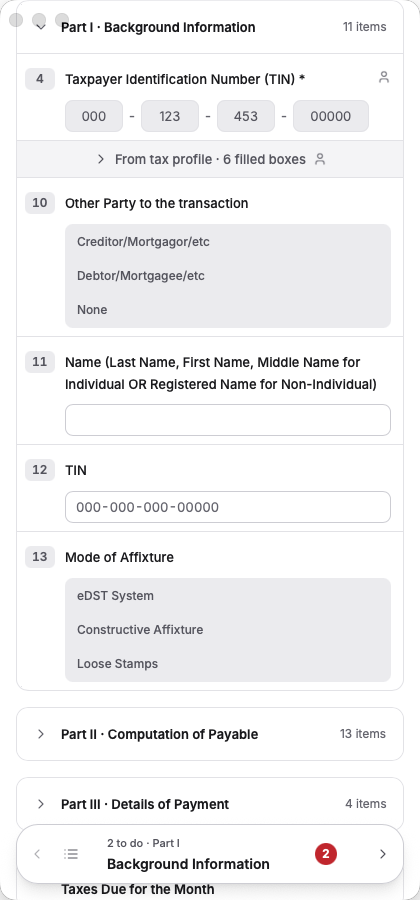 Part I · Background Information 11 items
4 Taxpayer Identification Number (TIN) *
000 - 123 - 453 - 00000
From tax profile · 6 filled boxes
10 Other Party to the transaction
Creditor/Mortgagor/etc
Debtor/Mortgagee/etc
None
11 Name (Last Name, First Name, Middle Name for
Individual OR Registered Name for Non-Individual)
12 TIN
000-000-000-00000
13 Mode of Affixture
eDST System
Constructive Affixture
Loose Stamps
Part II · Computation of Payable 13 items
Part III · Details of Payment 4 items
2 to do · Part I
Background Information 2
Taxes Due for the Month